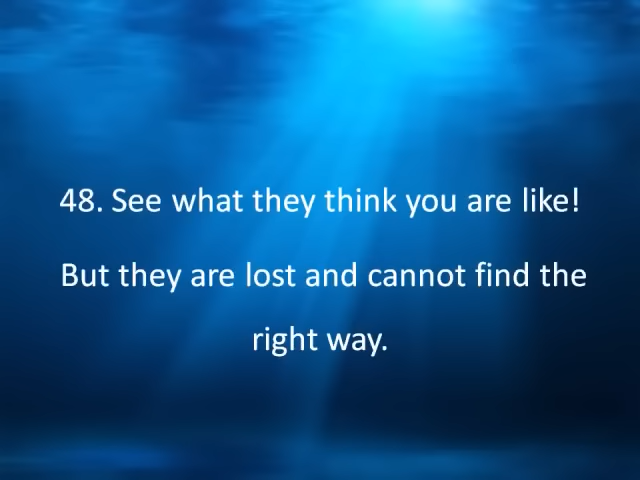 48. See what they think you are like!
But they are lost and cannot find the
right way.